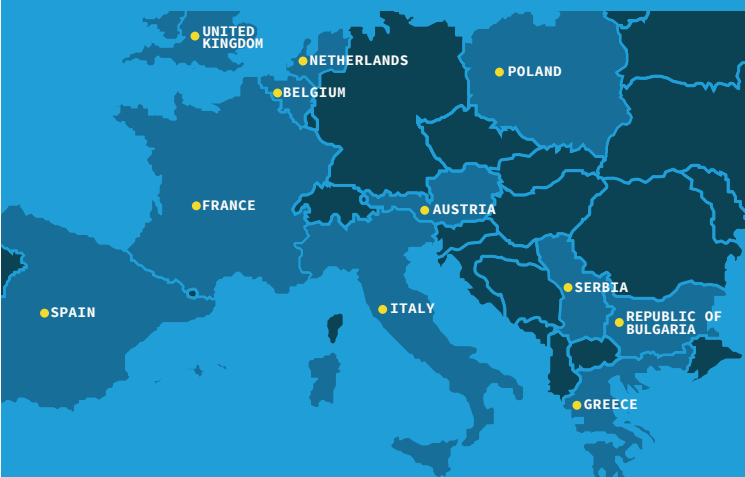 UNITED
KINGDOM
NETHERLANDS
POLAND
BELGIUM
FRANCE
AUSTRIA
SERBIA
SPAIN
ITALY
REPUBLIC OF
BULGARIA
GREECE